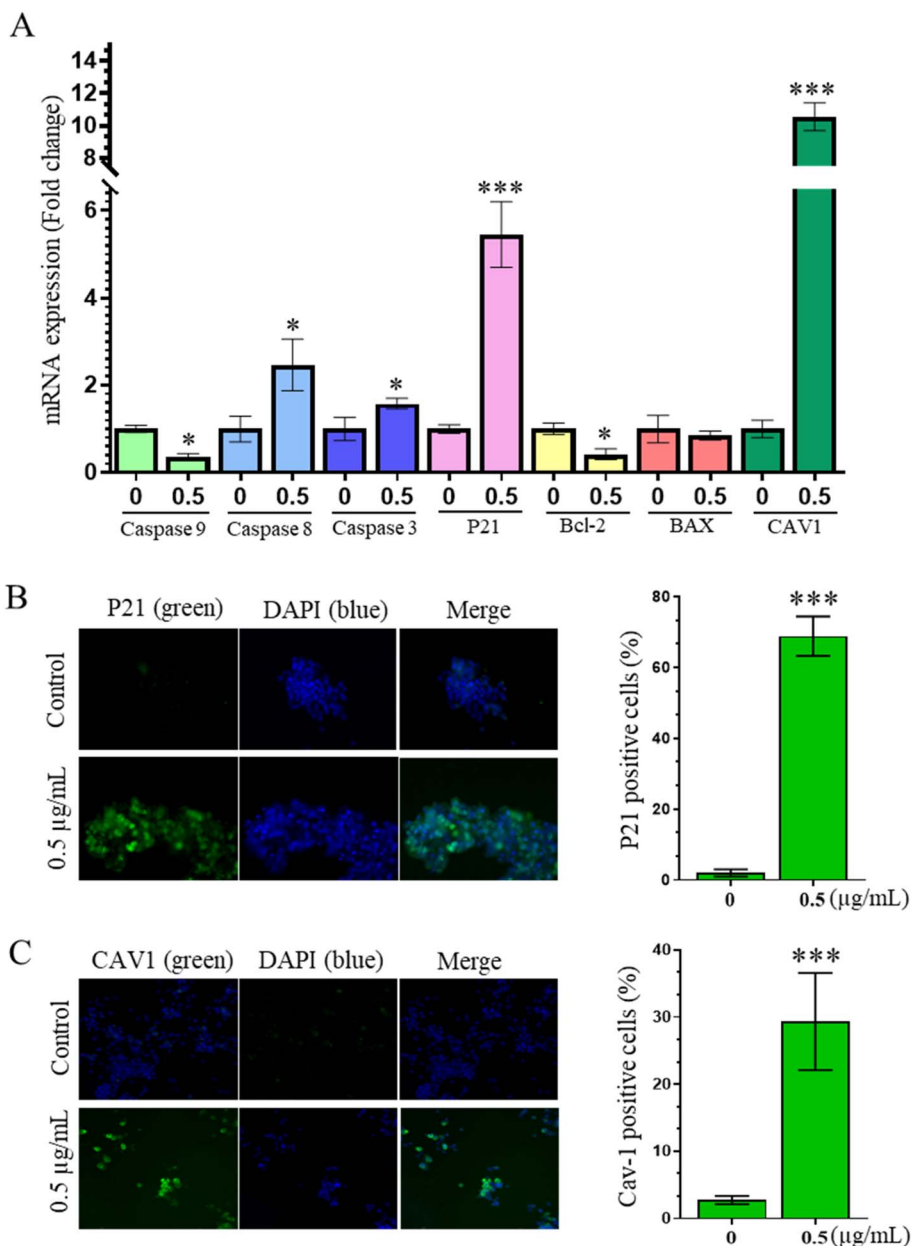 A
mRNA expression (Fold change)
14
12
10
8
6
4
2
0
*
*
*
***
*
***
0 0.5 0 0.5 0 0.5 0 0.5 0 0.5 0 0.5 0 0.5
Caspase 9 Caspase 8 Caspase 3 P21 Bcl-2 BAX CAV1
B
P21 (green) DAPI (blue) Merge
Control
0.5 µg/mL
P21 positive cells (%)
80
60
40
20
0
***
0 0.5 (µg/mL)
C
CAV1 (green) DAPI (blue) Merge
Control
0.5 µg/mL
Cav-1 positive cells (%)
40
30
20
10
0
***
0 0.5 (µg/mL)